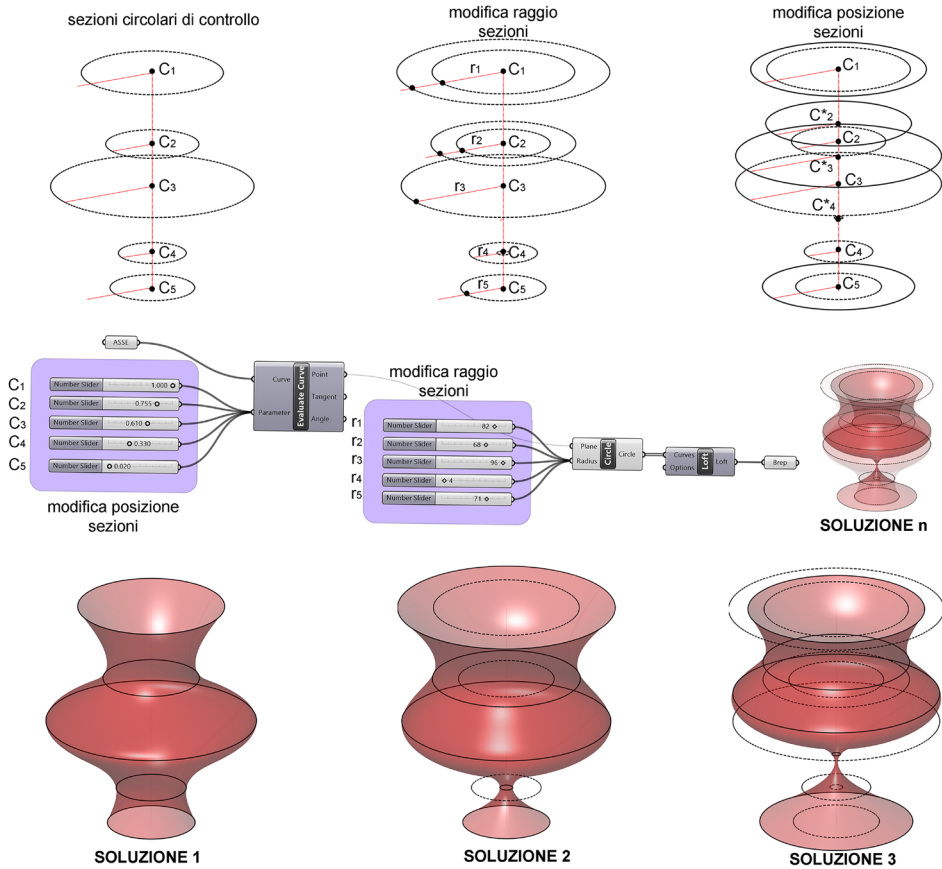 sezioni circolari di controllo
C1
C2
C3
C4
C5
modifica raggio
sezioni
r1
C1
r2
C2
r3
C3
r4
C4
r5
C5
modifica posizione
sezioni
C1
C*2
C2
C*3
C3
C*4
C4
C5
ASSE
C1
C2
C3
C4
C5
Number Slider 1.000
Number Slider 0.755
Number Slider 0.610
Number Slider 0.330
Number Slider 0.020
modifica posizione
sezioni
Curve
Parameter
Evaluate Curve
Point
Tangent
Angle
modifica raggio
sezioni
r1
r2
r3
r4
r5
Number Slider 82
Number Slider 68
Number Slider 96
Number Slider 4
Number Slider 71
Plane
Radius
Circle
Circle
Curves
Options
Loft
Loft
Brep
SOLUZIONE n
SOLUZIONE 1
SOLUZIONE 2
SOLUZIONE 3